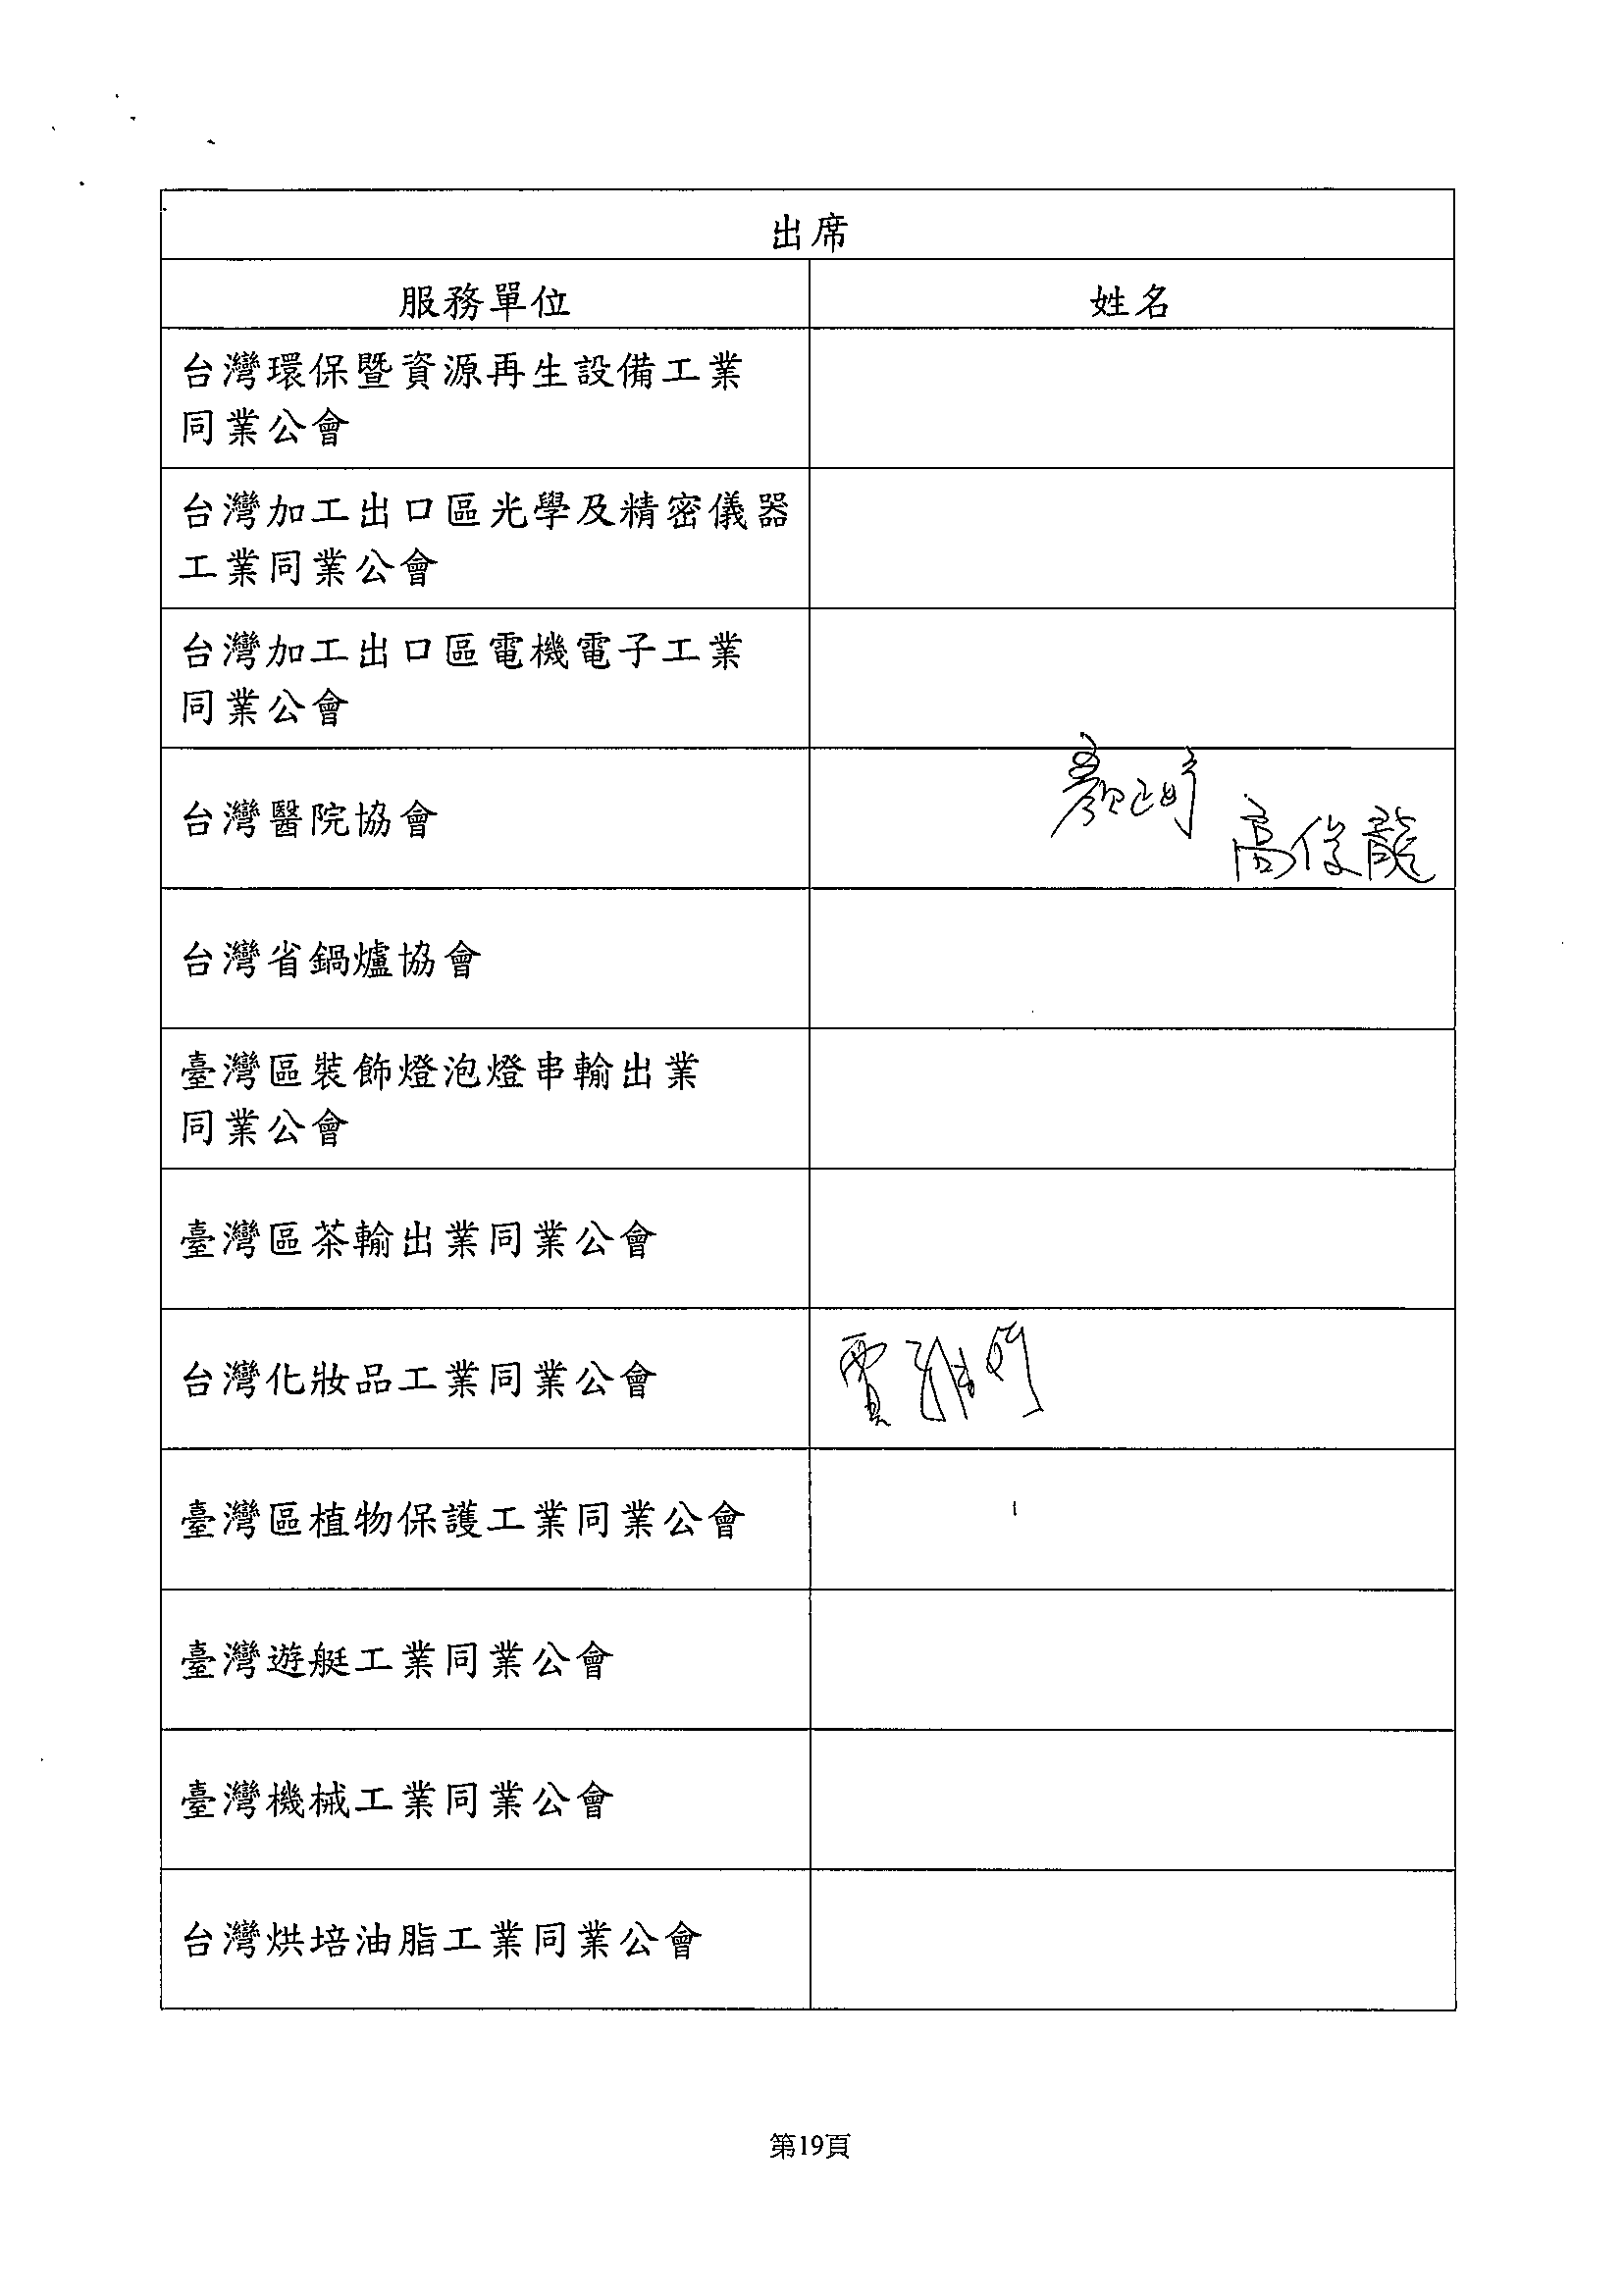 出席
服務單位 姓名
台灣環保暨資源再生設備工業
同業公會
台灣加工出口區光學及精密儀器
工業同業公會
台灣加工出口區電機電子工業
同業公會
台灣醫院協會
高俊龍
台灣省鍋爐協會
臺灣區裝飾燈泡燈串輸出業
同業公會
臺灣區茶輸出業同業公會
台灣化妝品工業同業公會 賈雅
臺灣區植物保護工業同業公會
臺灣遊艇工業同業公會
臺灣機械工業同業公會
台灣烘培油脂工業同業公會
第19頁